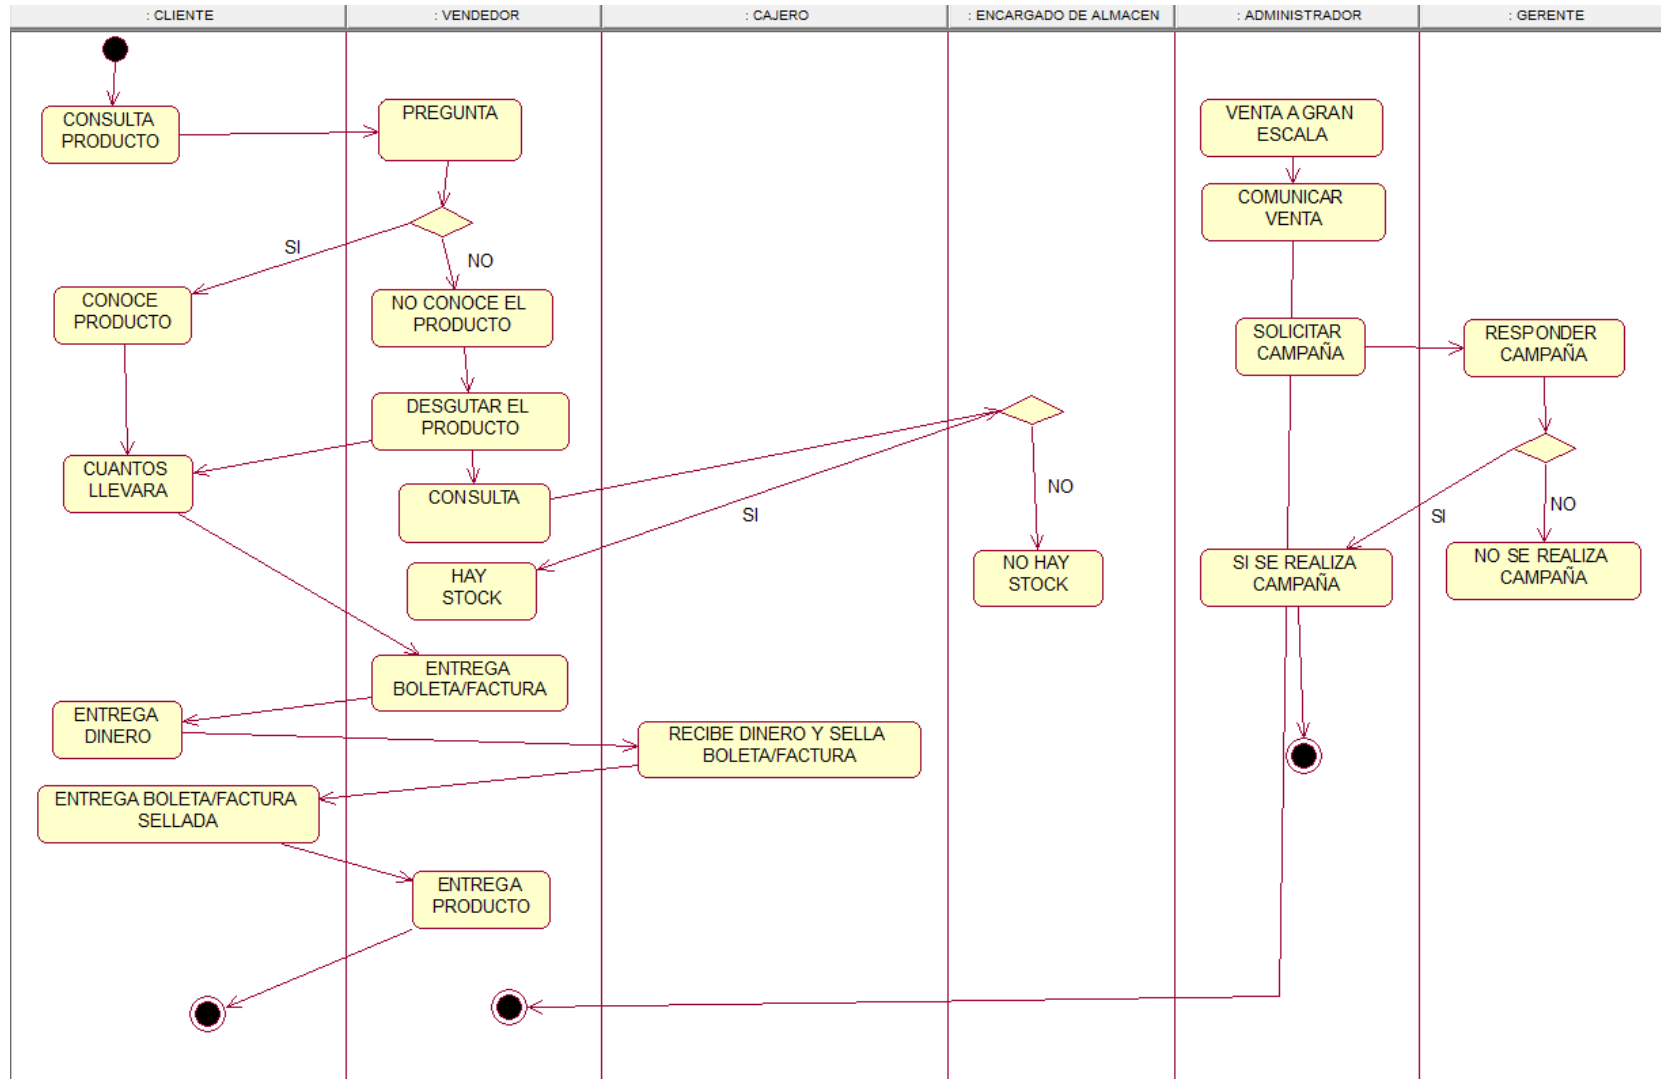 : CLIENTE
: VENDEDOR
: CAJERO
: ENCARGADO DE ALMACEN
: ADMINISTRADOR
: GERENTE
CONSULTA
PRODUCTO
PREGUNTA
VENTA A GRAN
ESCALA
COMUNICAR
VENTA
SI
NO
CONOCE
PRODUCTO
NO CONOCE EL
PRODUCTO
SOLICITAR
CAMPAÑA
RESPONDER
CAMPAÑA
DESGUTAR EL
PRODUCTO
CUANTOS
LLEVARA
CONSULTA
SI
NO
SI
NO
HAY
STOCK
NO HAY
STOCK
SI SE REALIZA
CAMPAÑA
NO SE REALIZA
CAMPAÑA
ENTREGA
BOLETA/FACTURA
ENTREGA
DINERO
RECIBE DINERO Y SELLA
BOLETA/FACTURA
ENTREGA BOLETA/FACTURA
SELLADA
ENTREGA
PRODUCTO